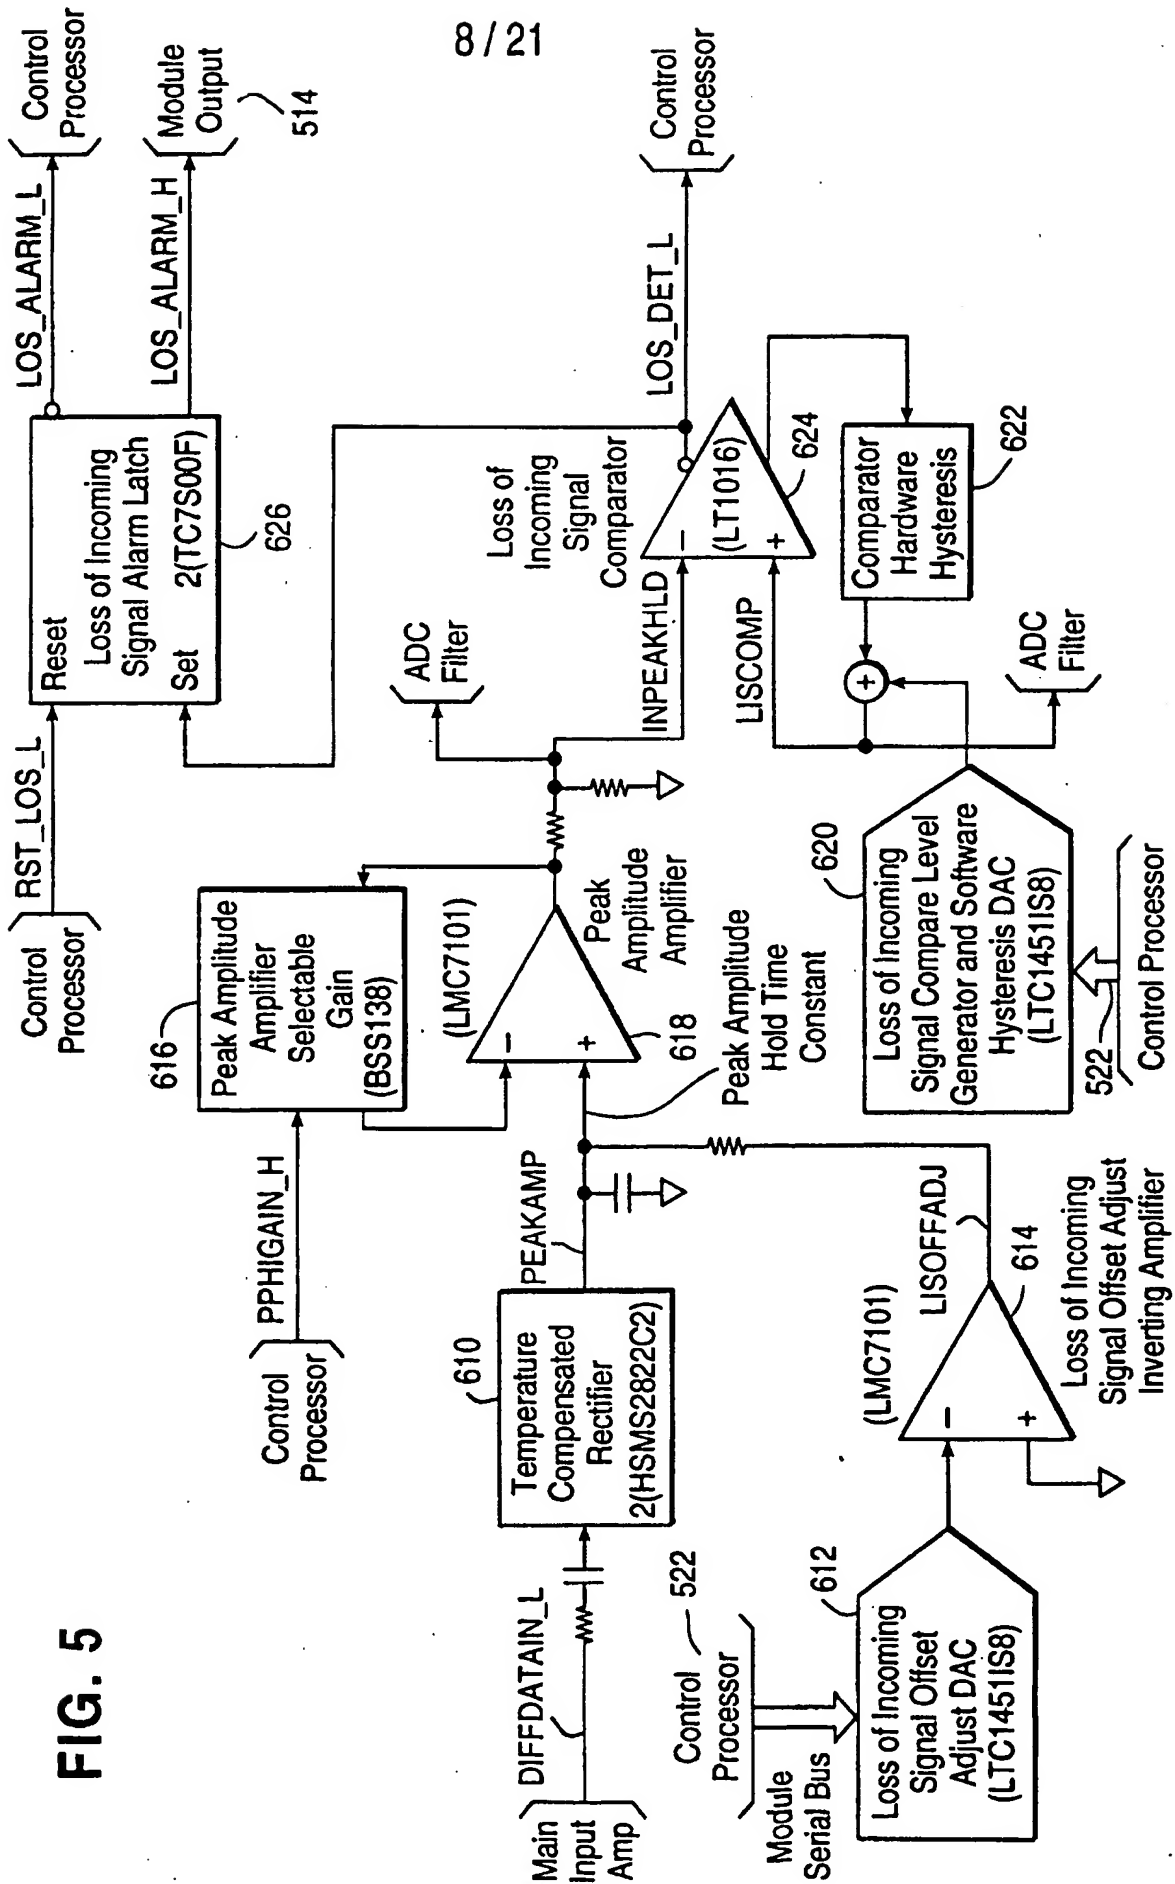 8 / 21
FIG. 5
Control
Processor
RST_LOS_L
Reset
Loss of Incoming
Signal Alarm Latch
Set 2(TC7S00F)
626
LOS_ALARM_L
Control
Processor
LOS_ALARM_H
Module
Output
514
Control
Processor
PPHIGAIN_H
616
Peak Amplitude
Amplifier
Selectable
Gain
(BSS138)
ADC
Filter
(LMC7101)
−
+
618
Peak
Amplitude
Amplifier
Peak Amplitude
Hold Time
Constant
Main
Input
Amp
DIFFDATAIN_L
610
Temperature
Compensated
Rectifier
2(HSMS2822C2)
PEAKAMP
INPEAKHLD
Loss of
Incoming
Signal
Comparator
−
(LT1016)
+
624
LOS_DET_L
Control
Processor
LISCOMP
+
Comparator
Hardware
Hysteresis
622
ADC
Filter
Control
Processor
522
Module
Serial Bus
612
Loss of Incoming
Signal Offset
Adjust DAC
(LTC1451IS8)
(LMC7101)
−
+
LISOFFADJ
614
Loss of Incoming
Signal Offset Adjust
Inverting Amplifier
620
Loss of Incoming
Signal Compare Level
Generator and Software
Hysteresis DAC
(LTC1451IS8)
522
Control Processor